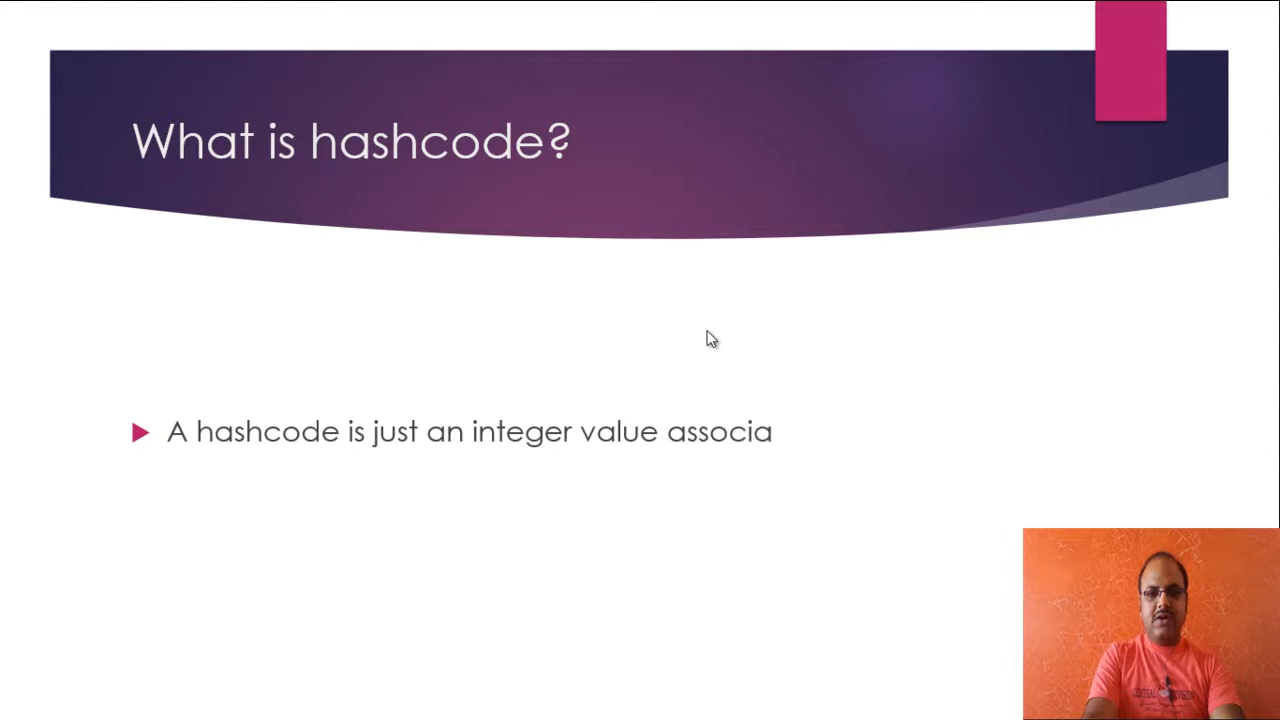 What is hashcode?
A hashcode is just an integer value associa